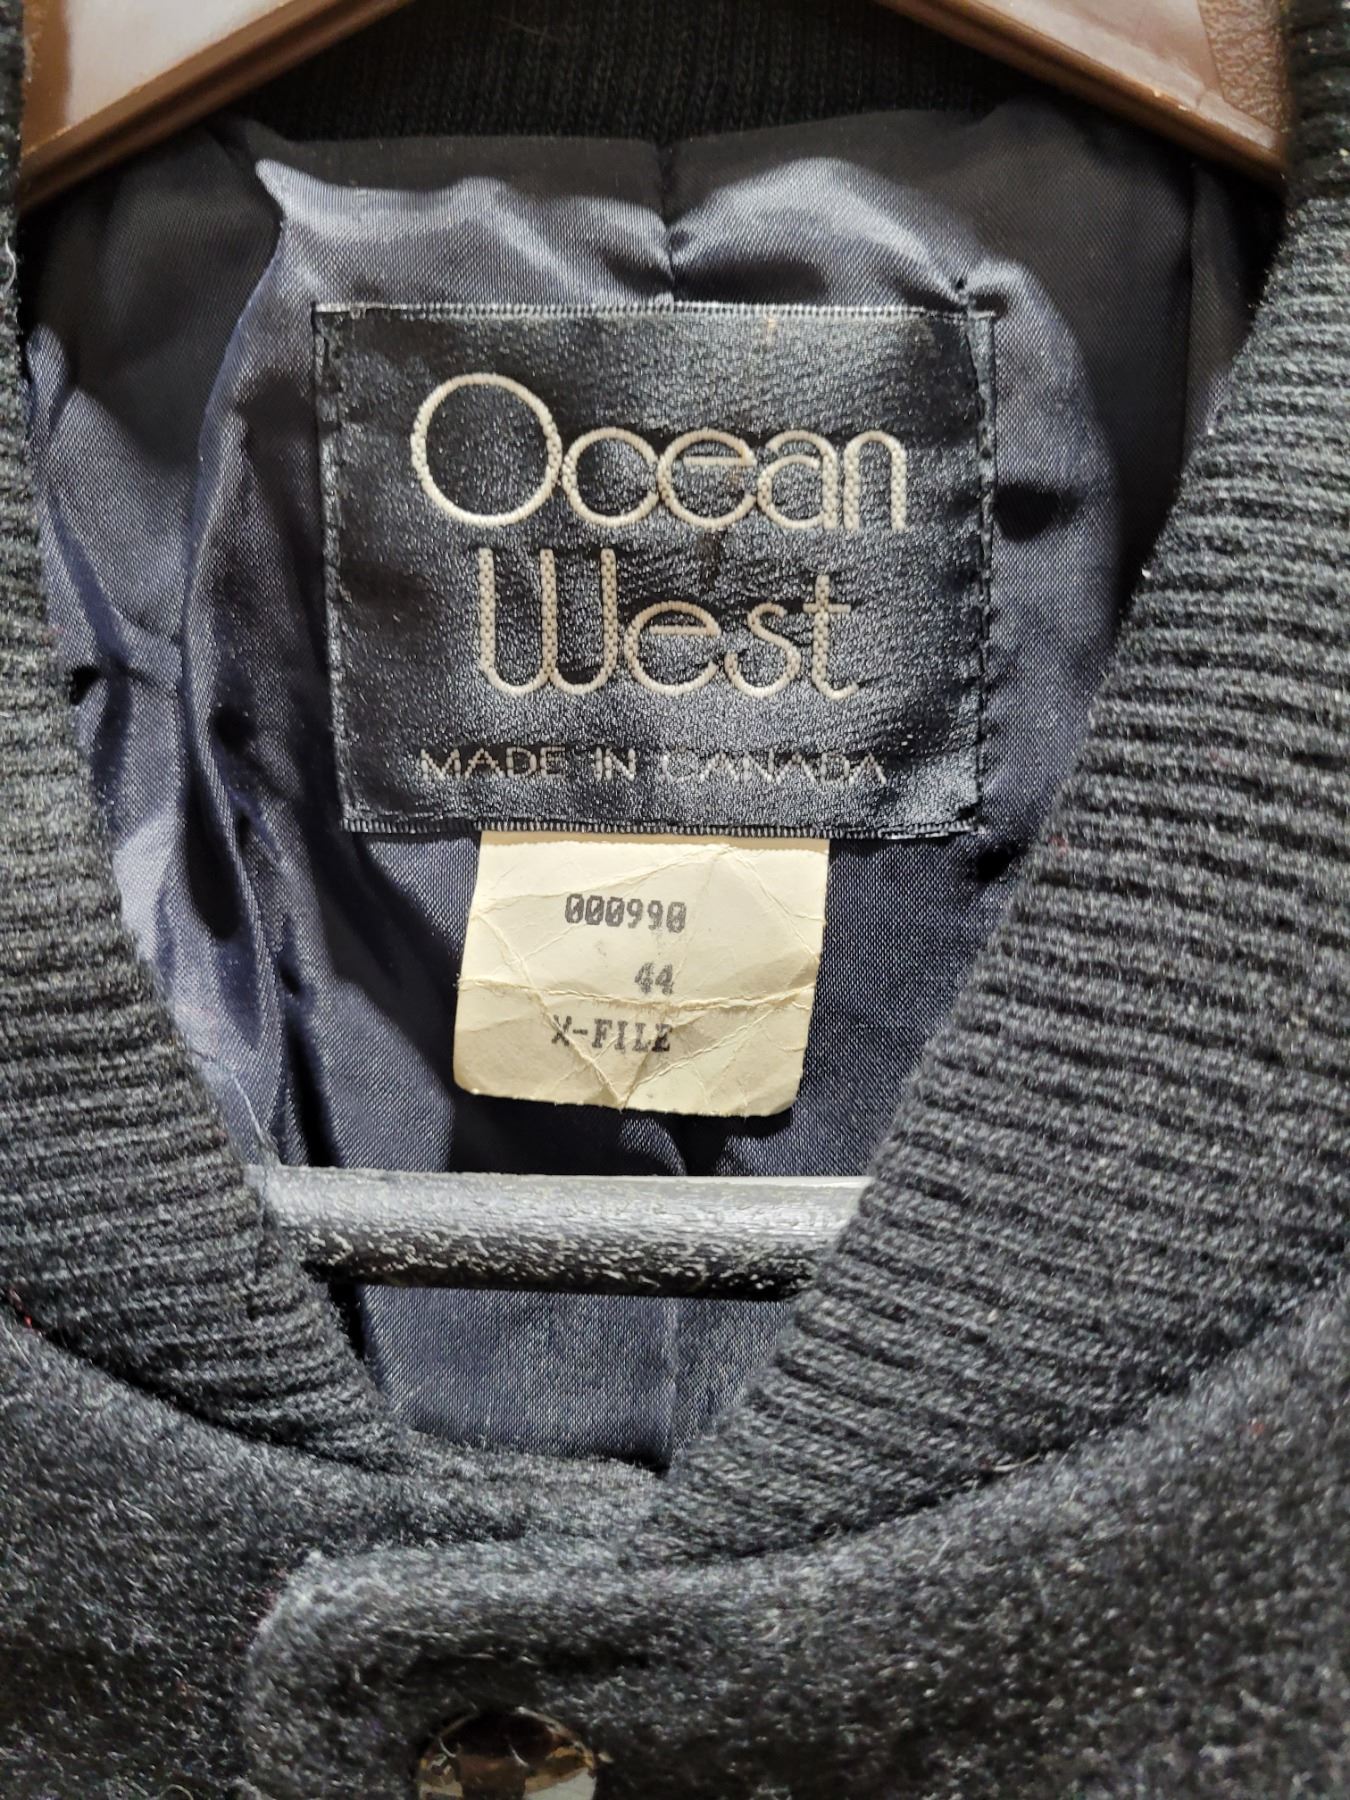 Ocean
West
MADE IN CANADA
000990
44
X-FILE